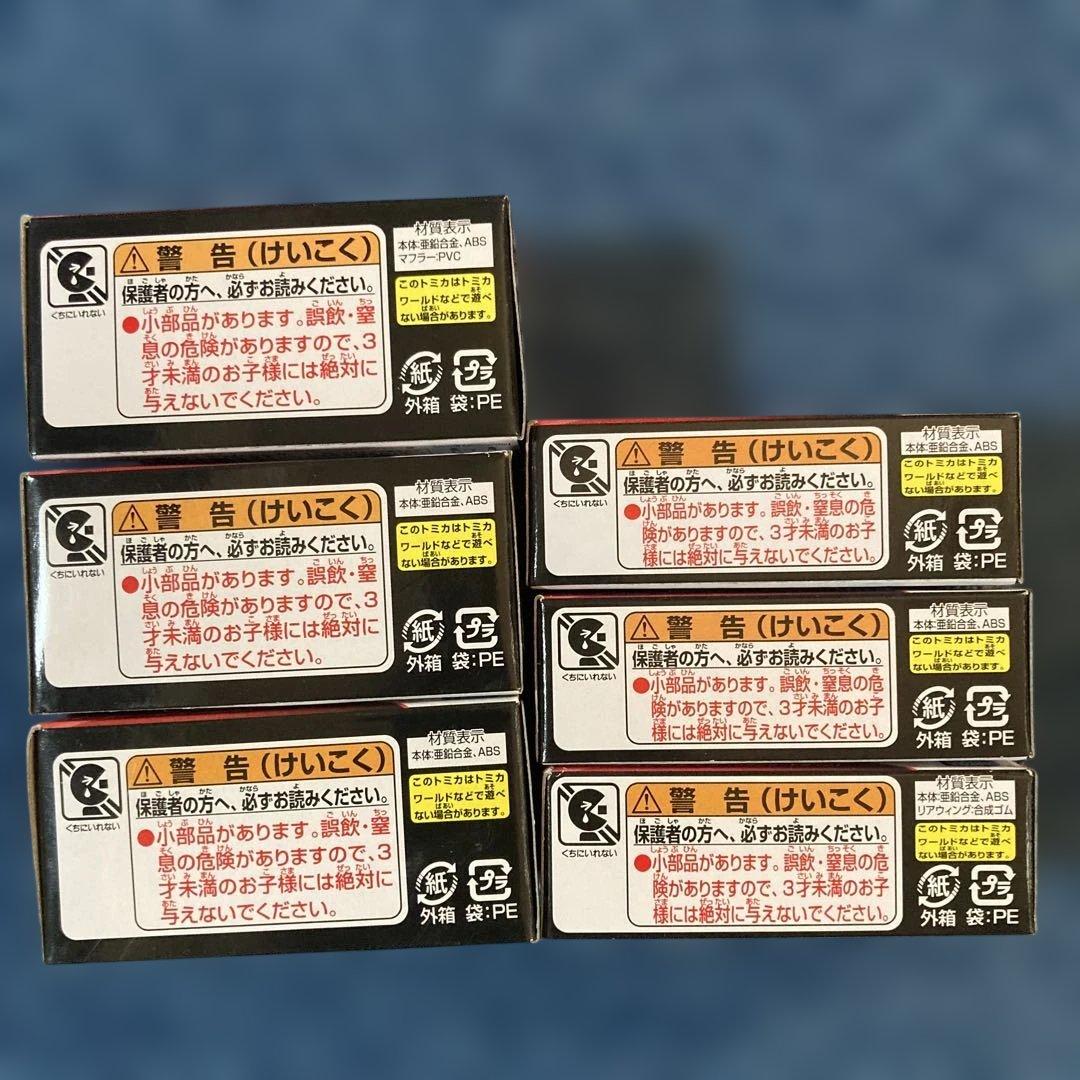 くちにいれない
警 告(けいこく)
保護者の方へ、必ずお読みください。
●小部品があります。誤飲・窒
息の危険がありますので、3
才未満のお子様には絶対に
与えないでください。
材質表示
本体:亜鉛合金、ABS
マフラー:PVC
このトミカはトミカ
ワールドなどで遊べ
ない場合があります。
紙 プラ
外箱 袋:PE
くちにいれない
警 告(けいこく)
保護者の方へ、必ずお読みください。
●小部品があります。誤飲・窒
息の危険がありますので、3
才未満のお子様には絶対に
与えないでください。
材質表示
本体:亜鉛合金、ABS
このトミカはトミカ
ワールドなどで遊べ
ない場合があります。
紙 プラ
外箱 袋:PE
くちにいれない
警 告(けいこく)
保護者の方へ、必ずお読みください。
●小部品があります。誤飲・窒
息の危険がありますので、3
才未満のお子様には絶対に
与えないでください。
材質表示
本体:亜鉛合金、ABS
このトミカはトミカ
ワールドなどで遊べ
ない場合があります。
紙 プラ
外箱 袋:PE
くちにいれない
警 告(けいこく)
保護者の方へ、必ずお読みください。
●小部品があります。誤飲・窒息の危
険がありますので、3才未満のお子
様には絶対に与えないでください。
材質表示
本体:亜鉛合金、ABS
このトミカはトミカ
ワールドなどで遊べ
ない場合があります。
紙 プラ
外箱 袋:PE
くちにいれない
警 告(けいこく)
保護者の方へ、必ずお読みください。
●小部品があります。誤飲・窒息の危
険がありますので、3才未満のお子
様には絶対に与えないでください。
材質表示
本体:亜鉛合金、ABS
このトミカはトミカ
ワールドなどで遊べ
ない場合があります。
紙 プラ
外箱 袋:PE
くちにいれない
警 告(けいこく)
保護者の方へ、必ずお読みください。
●小部品があります。誤飲・窒息の危
険がありますので、3才未満のお子
様には絶対に与えないでください。
材質表示
本体:亜鉛合金、ABS
リアウィング:合成ゴム
このトミカはトミカ
ワールドなどで遊べ
ない場合があります。
紙 プラ
外箱 袋:PE